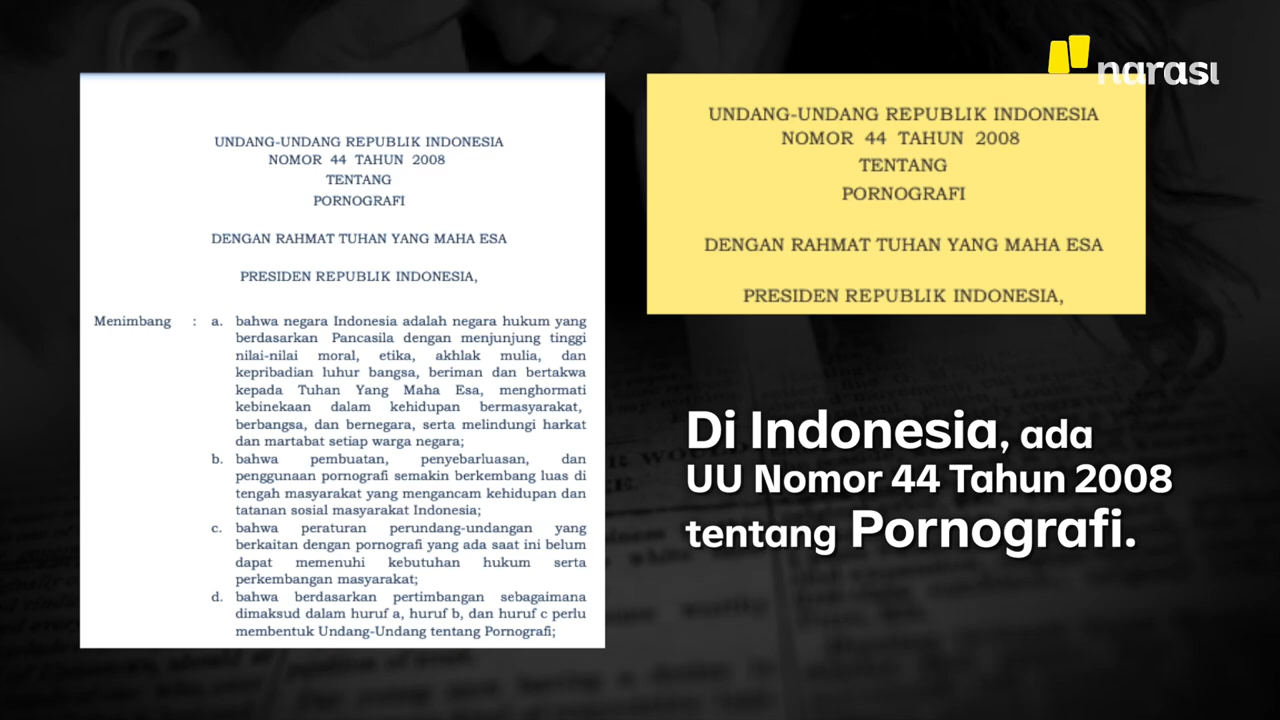 narasi
UNDANG-UNDANG REPUBLIK INDONESIA
NOMOR 44 TAHUN 2008
TENTANG
PORNOGRAFI
DENGAN RAHMAT TUHAN YANG MAHA ESA
PRESIDEN REPUBLIK INDONESIA,
Menimbang : a. bahwa negara Indonesia adalah negara hukum yang
berdasarkan Pancasila dengan menjunjung tinggi
nilai-nilai moral, etika, akhlak mulia, dan
kepribadian luhur bangsa, beriman dan bertakwa
kepada Tuhan Yang Maha Esa, menghormati
kebinekaan dalam kehidupan bermasyarakat,
berbangsa, dan bernegara, serta melindungi harkat
dan martabat setiap warga negara;
b. bahwa pembuatan, penyebarluasan, dan
penggunaan pornografi semakin berkembang luas di
tengah masyarakat yang mengancam kehidupan dan
tatanan sosial masyarakat Indonesia;
c. bahwa peraturan perundang-undangan yang
berkaitan dengan pornografi yang ada saat ini belum
dapat memenuhi kebutuhan hukum serta
perkembangan masyarakat;
d. bahwa berdasarkan pertimbangan sebagaimana
dimaksud dalam huruf a, huruf b, dan huruf c perlu
membentuk Undang-Undang tentang Pornografi;
UNDANG-UNDANG REPUBLIK INDONESIA
NOMOR 44 TAHUN 2008
TENTANG
PORNOGRAFI
DENGAN RAHMAT TUHAN YANG MAHA ESA
PRESIDEN REPUBLIK INDONESIA,
Di Indonesia, ada
UU Nomor 44 Tahun 2008
tentang Pornografi.